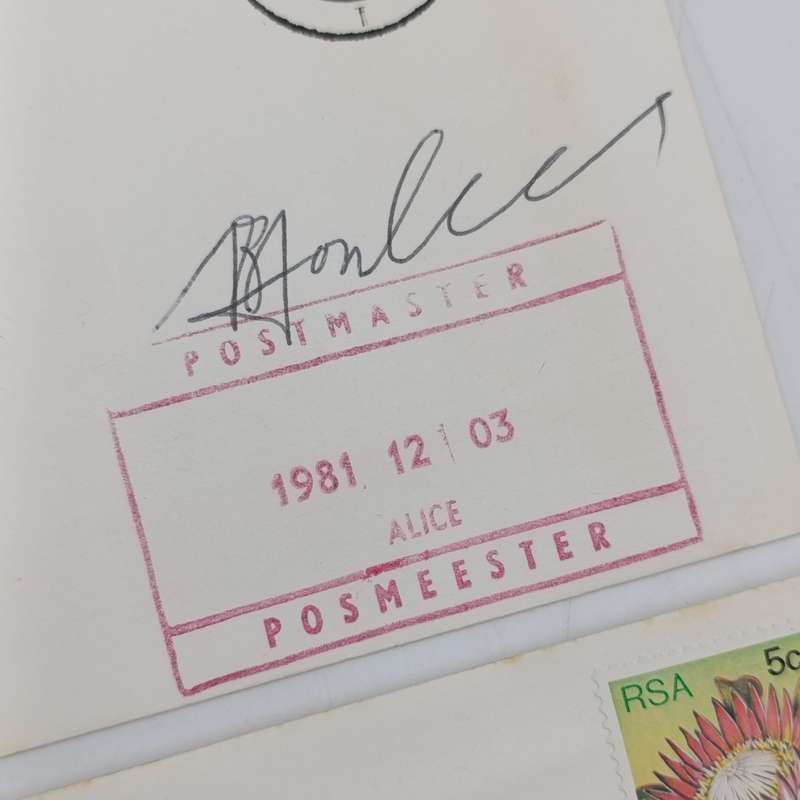 T
POSTMASTER
1981. 12 03
ALICE
POSMEESTER
RSA 5c